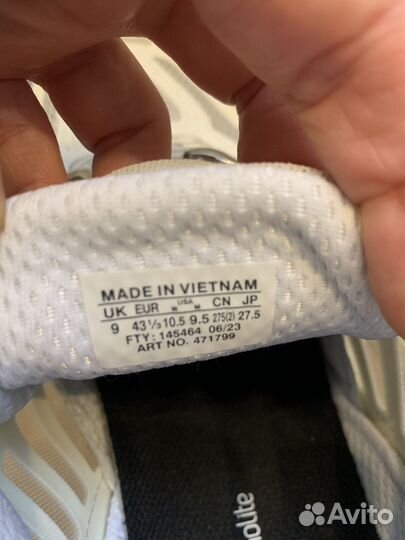 MADE IN VIETNAM
UK EUR USA W M CN JP
9 43⅓ 10.5 9.5 275(2) 27.5
FTY: 145464 06/23
ART NO. 471799
Avito